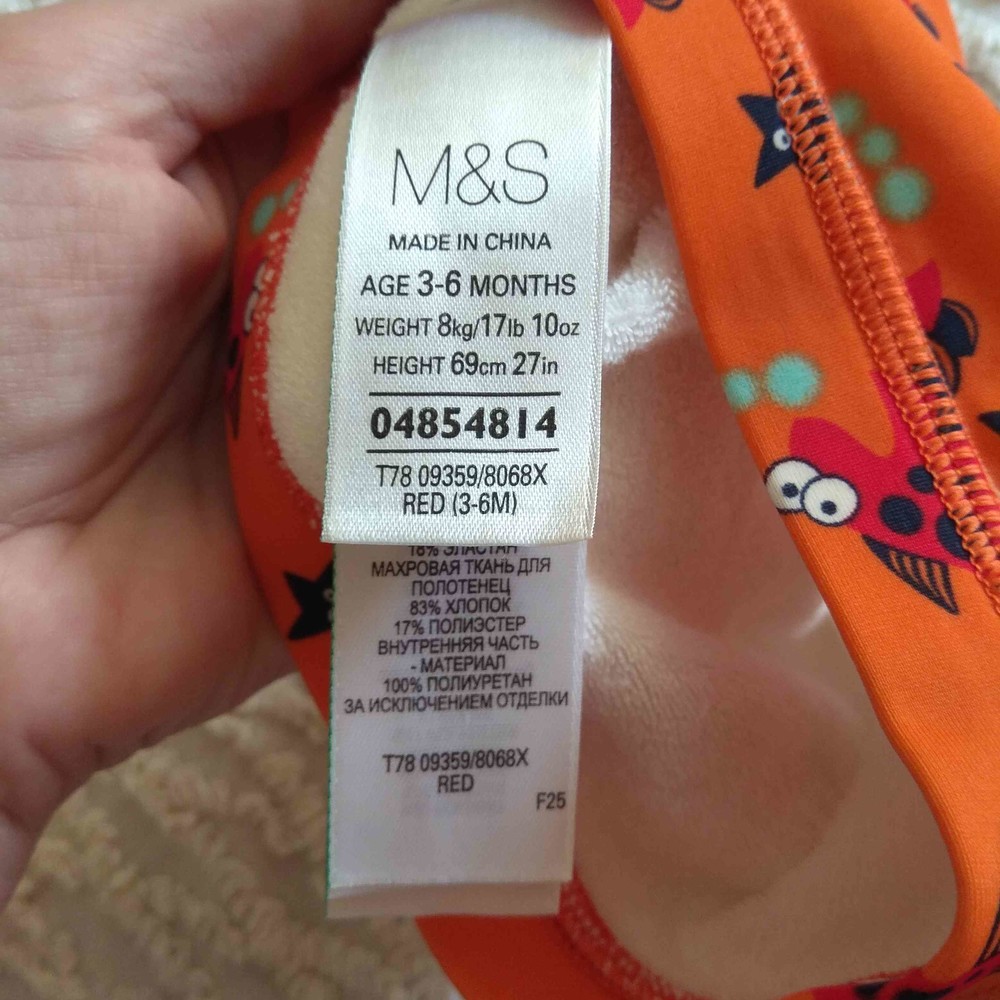 M&S
MADE IN CHINA
AGE 3-6 MONTHS
WEIGHT 8kg/17lb 10oz
HEIGHT 69cm 27in
04854814
T78 09359/8068X
RED (3-6M)
18% ЭЛАСТАН
МАХРОВАЯ ТКАНЬ ДЛЯ
ПОЛОТЕНЕЦ
83% ХЛОПОК
17% ПОЛИЭСТЕР
ВНУТРЕННЯЯ ЧАСТЬ
- МАТЕРИАЛ
100% ПОЛИУРЕТАН
ЗА ИСКЛЮЧЕНИЕМ ОТДЕЛКИ
T78 09359/8068X
RED
F25